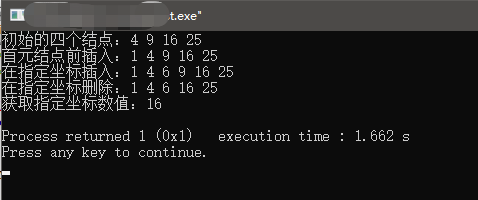 st.exe"
初始的四个结点：4 9 16 25
首元结点前插入：1 4 9 16 25
在指定坐标插入：1 4 6 9 16 25
在指定坐标删除：1 4 6 16 25
获取指定坐标数值：16
Process returned 1 (0x1)   execution time : 1.662 s
Press any key to continue.